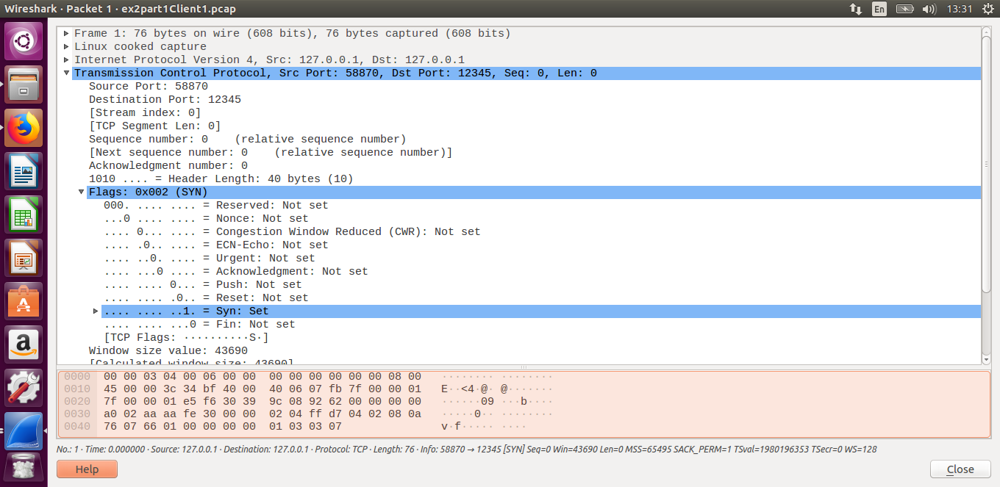 Wireshark · Packet 1 · ex2part1Client1.pcap En 13:31
Frame 1: 76 bytes on wire (608 bits), 76 bytes captured (608 bits)
Linux cooked capture
Internet Protocol Version 4, Src: 127.0.0.1, Dst: 127.0.0.1
Transmission Control Protocol, Src Port: 58870, Dst Port: 12345, Seq: 0, Len: 0
Source Port: 58870
Destination Port: 12345
[Stream index: 0]
[TCP Segment Len: 0]
Sequence number: 0    (relative sequence number)
[Next sequence number: 0    (relative sequence number)]
Acknowledgment number: 0
1010 .... = Header Length: 40 bytes (10)
Flags: 0x002 (SYN)
000. .... .... = Reserved: Not set
...0 .... .... = Nonce: Not set
.... 0... .... = Congestion Window Reduced (CWR): Not set
.... .0.. .... = ECN-Echo: Not set
.... ..0. .... = Urgent: Not set
.... ...0 .... = Acknowledgment: Not set
.... .... 0... = Push: Not set
.... .... .0.. = Reset: Not set
.... .... ..1. = Syn: Set
.... .... ...0 = Fin: Not set
[TCP Flags: ··········S·]
Window size value: 43690
[Calculated window size: 43690]
0000 00 00 03 04 00 06 00 00 00 00 00 00 00 00 08 00 ········ ········
0010 45 00 00 3c 34 bf 40 00 40 06 07 fb 7f 00 00 01 E··<4·@· @·······
0020 7f 00 00 01 e5 f6 30 39 9c 08 92 62 00 00 00 00 ······09 ···b····
0030 a0 02 aa aa fe 30 00 00 02 04 ff d7 04 02 08 0a ·····0·· ········
0040 76 07 66 01 00 00 00 00 01 03 03 07 v·f····· ····
No.: 1 · Time: 0.000000 · Source: 127.0.0.1 · Destination: 127.0.0.1 · Protocol: TCP · Length: 76 · Info: 58870 → 12345 [SYN] Seq=0 Win=43690 Len=0 MSS=65495 SACK_PERM=1 TSval=1980196353 TSecr=0 WS=128
Help Close